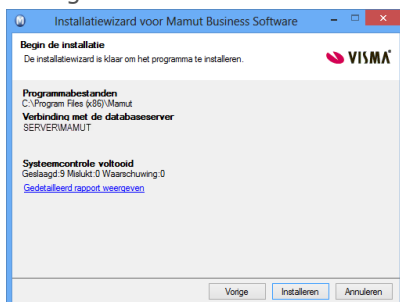 Installatiewizard voor Mamut Business Software
Begin de installatie
De installatiewizard is klaar om het programma te installeren.
VISMA
Programmabestanden
C:\Program Files (x86)\Mamut
Verbinding met de databaseserver
SERVER\MAMUT
Systeemcontrole voltooid
Geslaagd:9 Mislukt:0 Waarschuwing:0
Gedetailleerd rapport weergeven
Vorige Installeren Annuleren